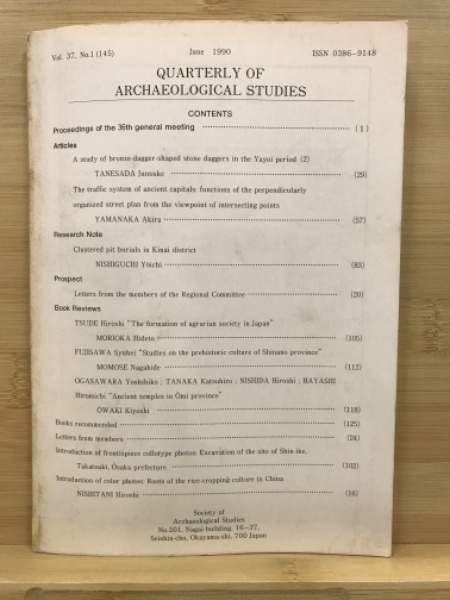 Vol. 37, No.1 (145) June 1990 ISSN 0386-9148
QUARTERLY OF
ARCHAEOLOGICAL STUDIES
CONTENTS
Proceedings of the 36th general meeting ………………………… ( 1 )
Articles
A study of bronze-dagger-shaped stone daggers in the Yayoi period (2)
TANESADA Junsuke ………………………… (29)
The traffic system of ancient capitals: functions of the perpendicularly
organized street plan from the viewpoint of intersecting points
YAMANAKA Akira ………………………… (57)
Research Note
Clustered pit burials in Kinai district
NISHIGUCHI Yōichi ………………………… (83)
Prospect
Letters from the members of the Regional Committee ………………………… (20)
Book Reviews
TSUDE Hiroshi "The formation of agrarian society in Japan"
MORIOKA Hideto ………………………… (105)
FUJISAWA Syūhei "Studies on the prehistoric culture of Shinano province"
MOMOSE Nagahide ………………………… (112)
OGASAWARA Yoshihiko ; TANAKA Katsuhiro ; NISHIDA Hiroshi ; HAYASHI
Hiromichi "Ancient temples in Ōmi province"
ŌWAKI Kiyoshi ………………………… (118)
Books recommended ………………………… (125)
Letters from members ………………………… (24)
Introduction of frontispiece collotype photos: Excavation of the site of Shin-ike,
Takatsuki, Ōsaka prefecture ………………………… (102)
Introduction of color photos: Roots of the rice-cropping culture in China
NISHITANI Hiroshi ………………………… (16)
Society of
Archaeological Studies
No.201, Nagai-building, 16-37,
Seishin-cho, Okayama-shi, 700 Japan